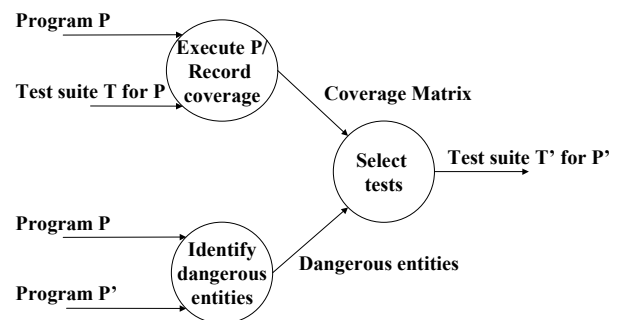 Program P
Execute P/
Record
coverage
Test suite T for P
Coverage Matrix
Select
tests
Test suite T’ for P’
Program P
Identify
dangerous
entities
Dangerous entities
Program P’